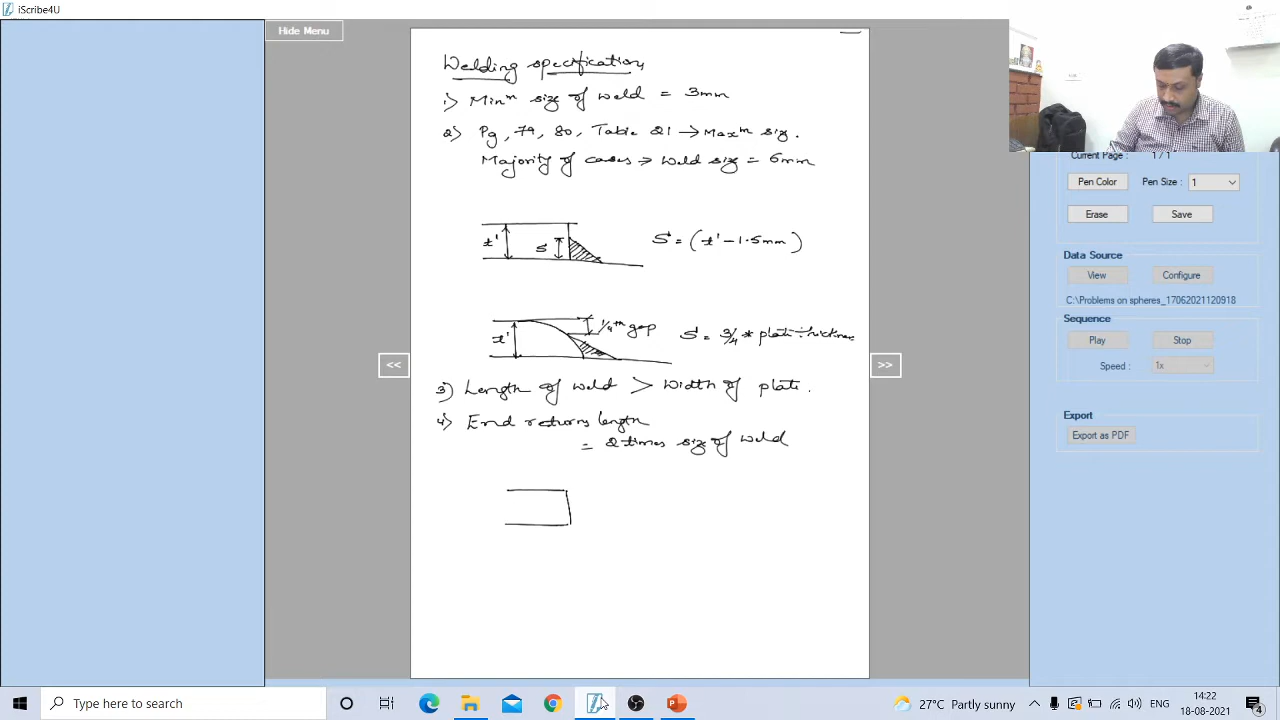 iScribe4U
Hide Menu
Welding specifications
1) Minm size of weld = 3mm
2) Pg, 79, 80, Table 21 → Maxm size.
Majority of cases → weld size = 6mm
t' S S = (t' - 1.5mm)
t' 1/4th gap S = 3/4 * plate thickness
3) Length of weld > width of plate.
4) End returns length
= 2 times size of weld
<<
>>
Current Page : 1 / 1
Pen Color Pen Size : 1
Erase Save
Data Source
View Configure
C:\Problems on spheres_17062021120918
Sequence
Play Stop
Speed : 1x
Export
Export as PDF
Type here to search
27°C Partly sunny
14:22
18-08-2021
4